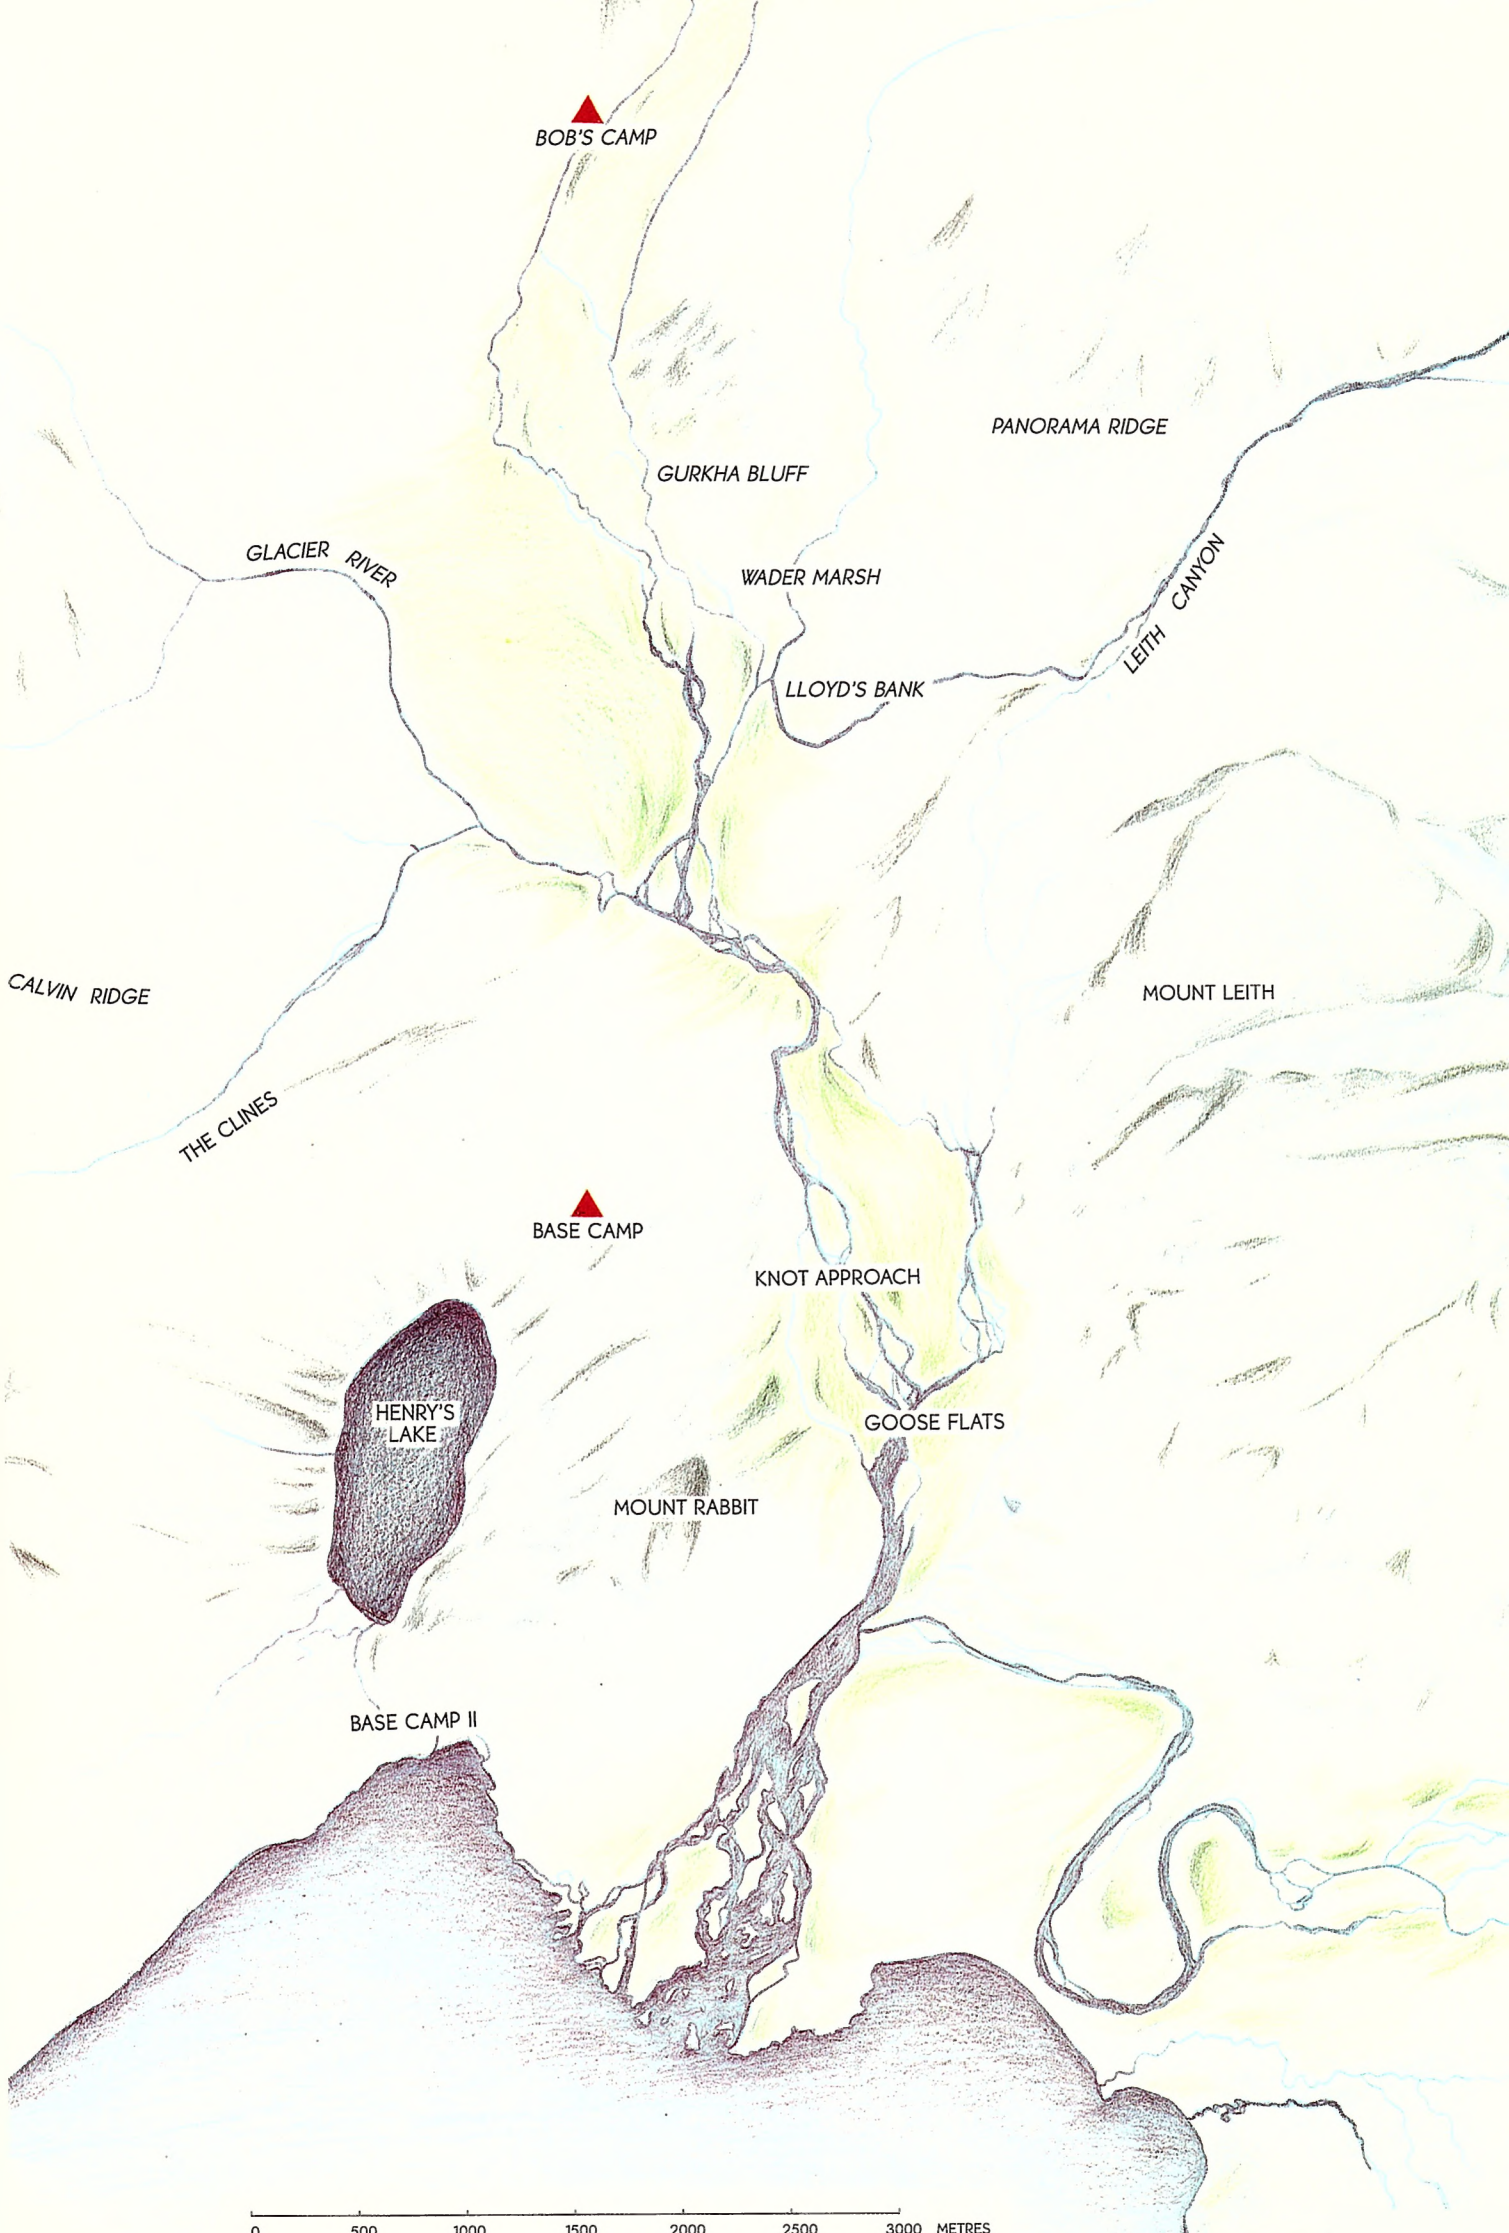 BOB'S CAMP
PANORAMA RIDGE
GURKHA BLUFF
GLACIER RIVER
WADER MARSH
LEITH CANYON
LLOYD'S BANK
CALVIN RIDGE
MOUNT LEITH
THE CLINES
BASE CAMP
KNOT APPROACH
HENRY'S
LAKE
GOOSE FLATS
MOUNT RABBIT
BASE CAMP II
0 500 1000 1500 2000 2500 3000 METRES